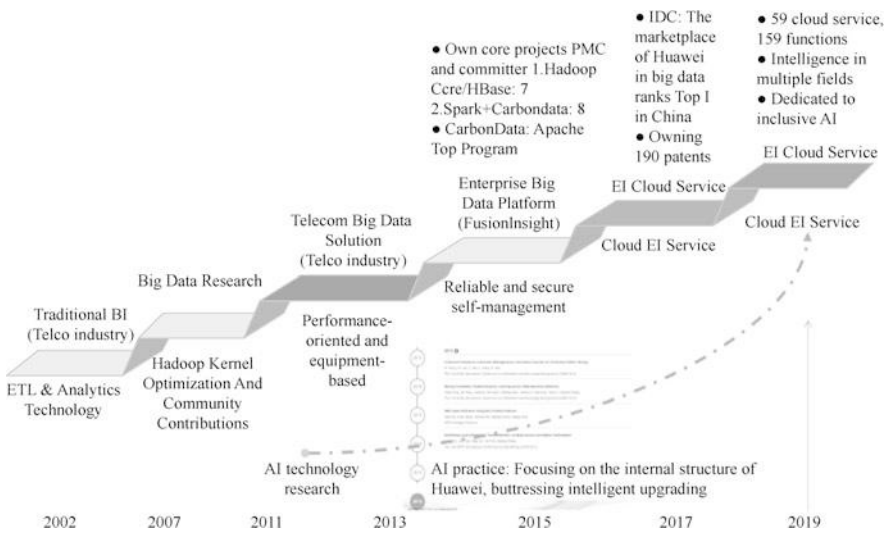 ● Own core projects PMC
and committer 1.Hadoop
Ccre/HBase: 7
2.Spark+Carbondata: 8
● CarbonData: Apache
Top Program
● IDC: The
marketplace
of Huawei
in big data
ranks Top I
in China
● Owning
190 patents
● 59 cloud service,
159 functions
● Intelligence in
multiple fields
● Dedicated to
inclusive AI
Traditional BI
(Telco industry)
ETL & Analytics
Technology
Big Data Research
Hadoop Kernel
Optimization And
Community
Contributions
Telecom Big Data
Solution
(Telco industry)
Performance-
oriented and
equipment-
based
Enterprise Big
Data Platform
(FusionInsight)
Reliable and secure
self-management
EI Cloud Service
Cloud EI Service
EI Cloud Service
Cloud EI Service
AI technology
research
AI practice: Focusing on the internal structure of
Huawei, buttressing intelligent upgrading
2002
2007
2011
2013
2015
2017
2019